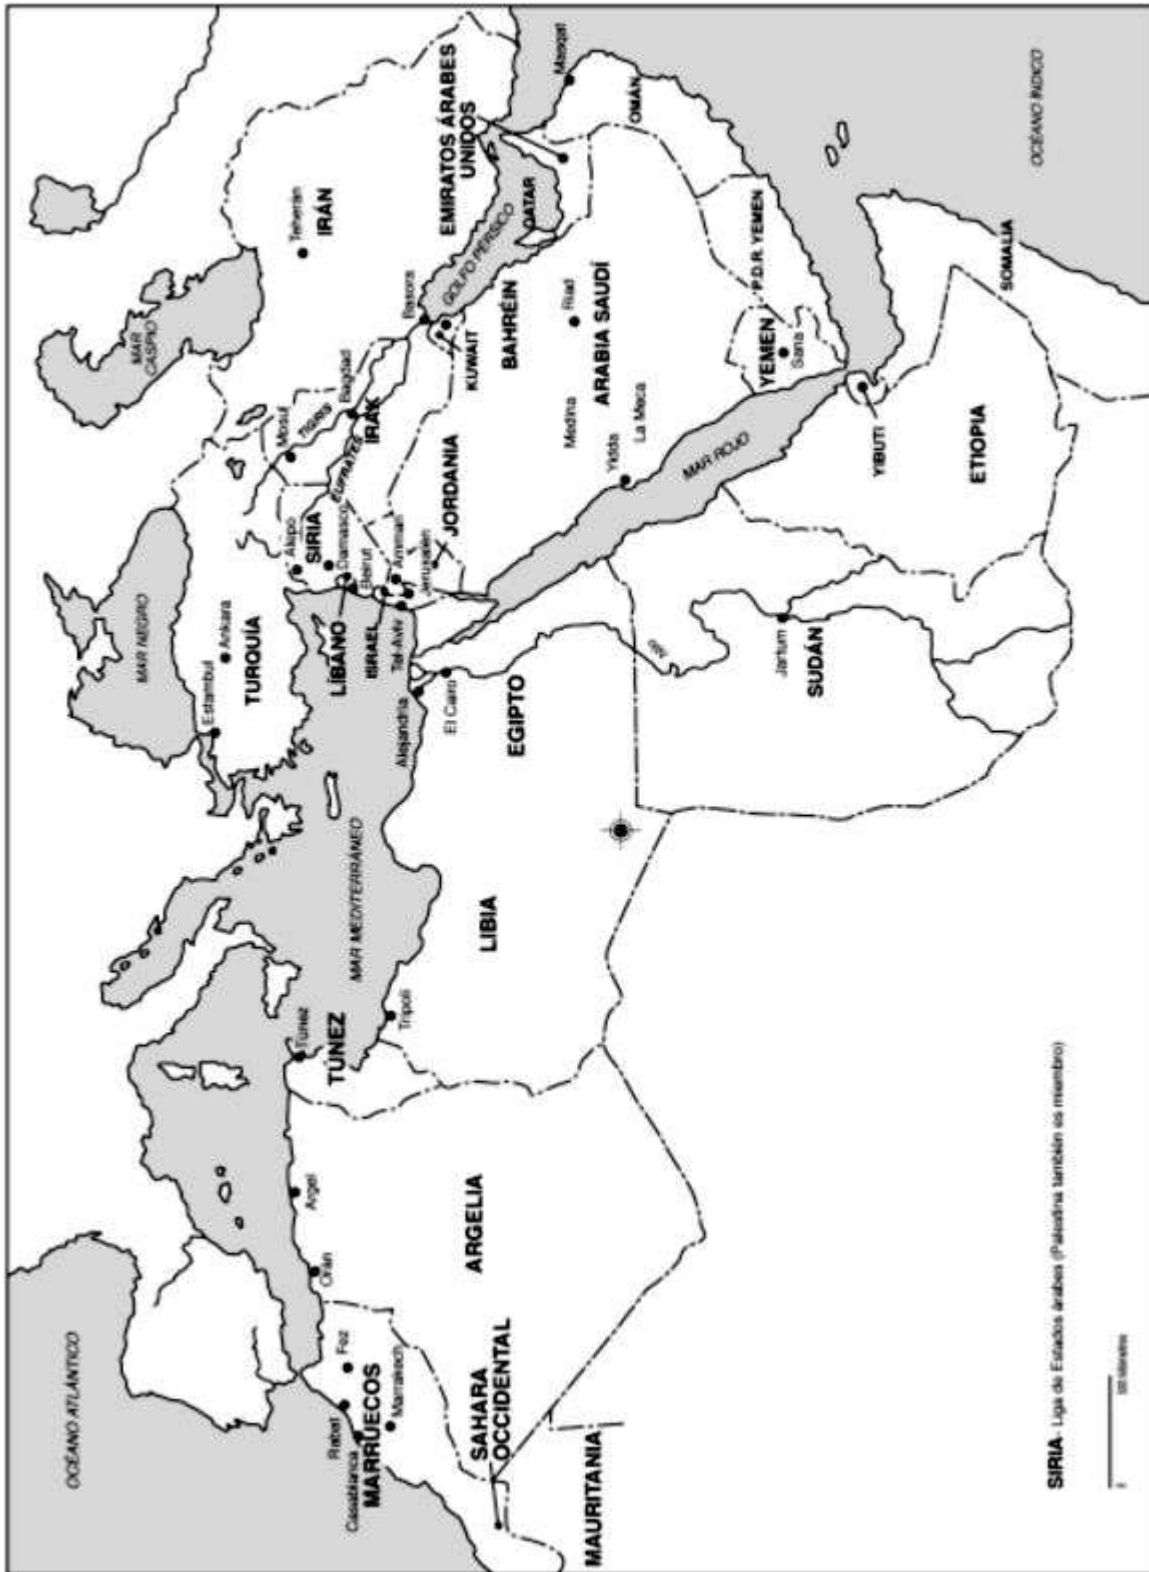 OCÉANO ATLÁNTICO
MAR NEGRO
MAR CASPIO
MAR MEDITERRÁNEO
Estambul
Ankara
TURQUÍA
Teherán
IRÁN
Mosul
TIGRIS
Bagdad
IRAK
EUFRATES
Basora
Alepo
SIRIA
Damasco
LÍBANO
Beirut
ISRAEL
Tel-Aviv
Ammán
Jerusalén
JORDANIA
KUWAIT
GOLFO PÉRSICO
BAHRÉIN
QATAR
EMIRATOS ÁRABES
UNIDOS
Masqat
OMÁN
Riad
ARABIA SAUDÍ
Medina
Yidda
La Meca
MAR ROJO
YEMEN
Sana
P.D.R. YEMEN
OCÉANO ÍNDICO
SOMALIA
YIBUTI
ETIOPIA
Alejandría
El Cairo
EGIPTO
Nilo
Jartum
SUDÁN
LIBIA
Trípoli
Túnez
TÚNEZ
Argel
Orán
ARGELIA
Fez
Rabat
Casablanca
MARRUECOS
Marrakech
SAHARA
OCCIDENTAL
MAURITANIA
SIRIA- Liga de Estados árabes (Palestina también es miembro)
0